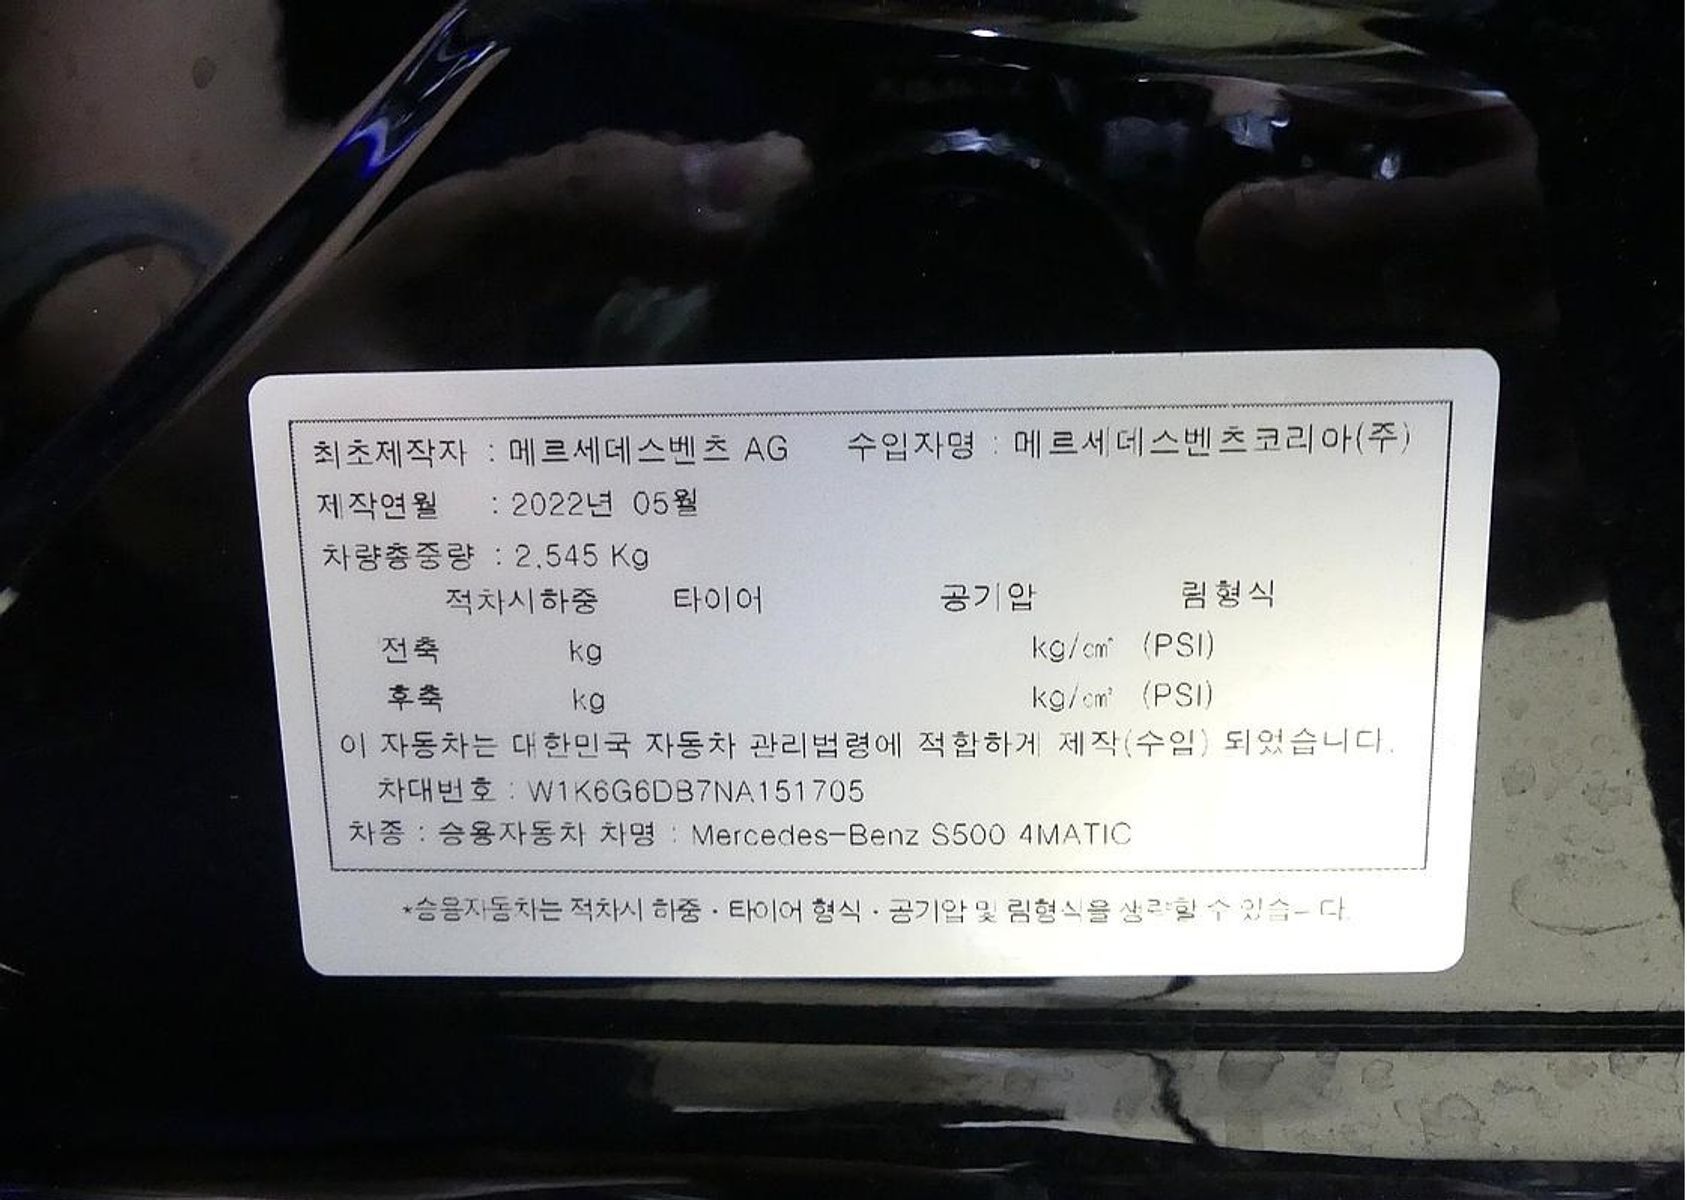 최초제작자 : 메르세데스벤츠 AG 수입자명 : 메르세데스벤츠코리아(주)
제작연월 : 2022년 05월
차량총중량 : 2,545 Kg
적차시하중 타이어 공기압 림형식
전축 kg kg/㎠ (PSI)
후축 kg kg/㎠ (PSI)
이 자동차는 대한민국 자동차 관리법령에 적합하게 제작(수입) 되었습니다.
차대번호 : W1K6G6DB7NA151705
차종 : 승용자동차 차명 : Mercedes-Benz S500 4MATIC
*승용자동차는 적차시 하중 · 타이어 형식 · 공기압 및 림형식을 생략할 수 있습니다.